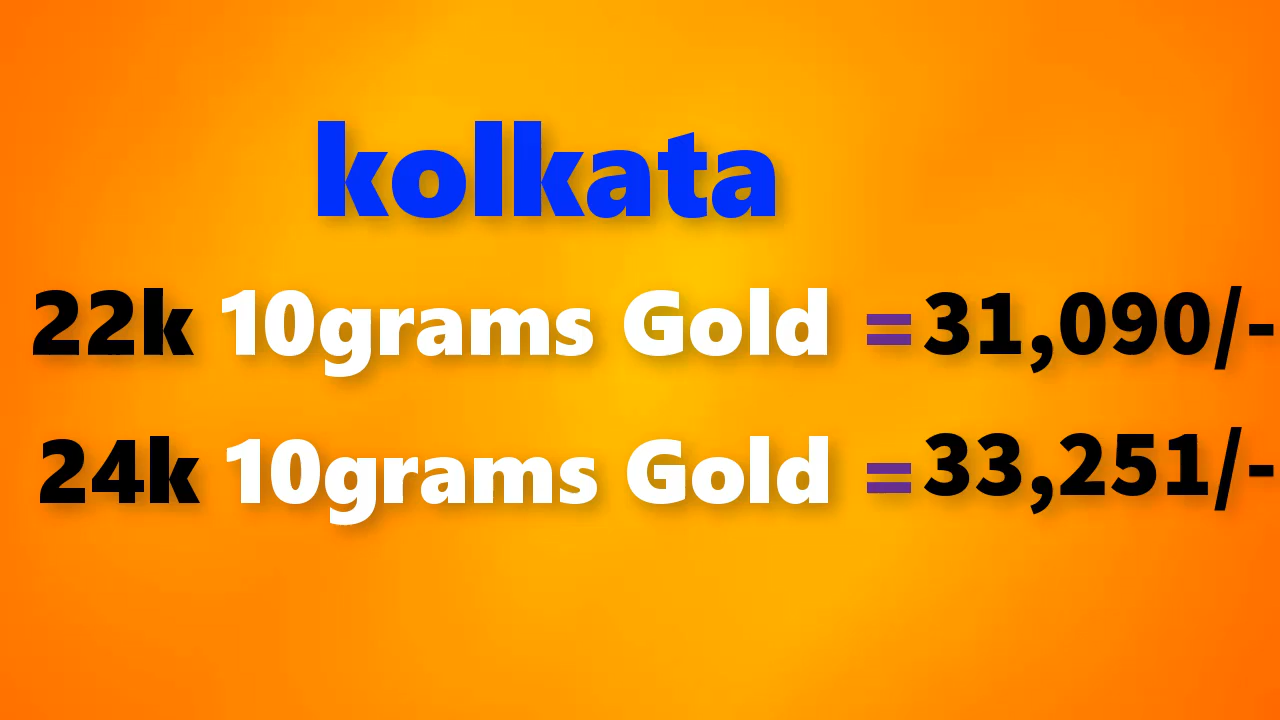 kolkata
22k 10grams Gold =31,090/-
24k 10grams Gold =33,251/-